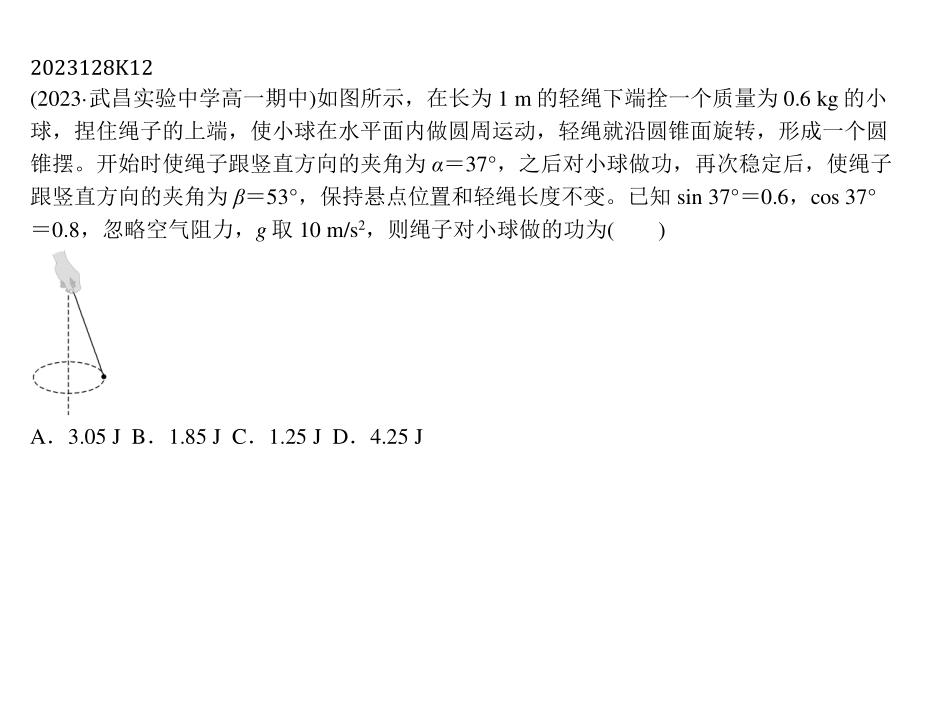 2023128K12
(2023·武昌实验中学高一期中)如图所示，在长为 1 m 的轻绳下端拴一个质量为 0.6 kg 的小
球，捏住绳子的上端，使小球在水平面内做圆周运动，轻绳就沿圆锥面旋转，形成一个圆
锥摆。开始时使绳子跟竖直方向的夹角为 α＝37°，之后对小球做功，再次稳定后，使绳子
跟竖直方向的夹角为 β＝53°，保持悬点位置和轻绳长度不变。已知 sin 37°＝0.6，cos 37°
＝0.8，忽略空气阻力，g 取 10 m/s²，则绳子对小球做的功为(　　)
A．3.05 J B．1.85 J C．1.25 J D．4.25 J